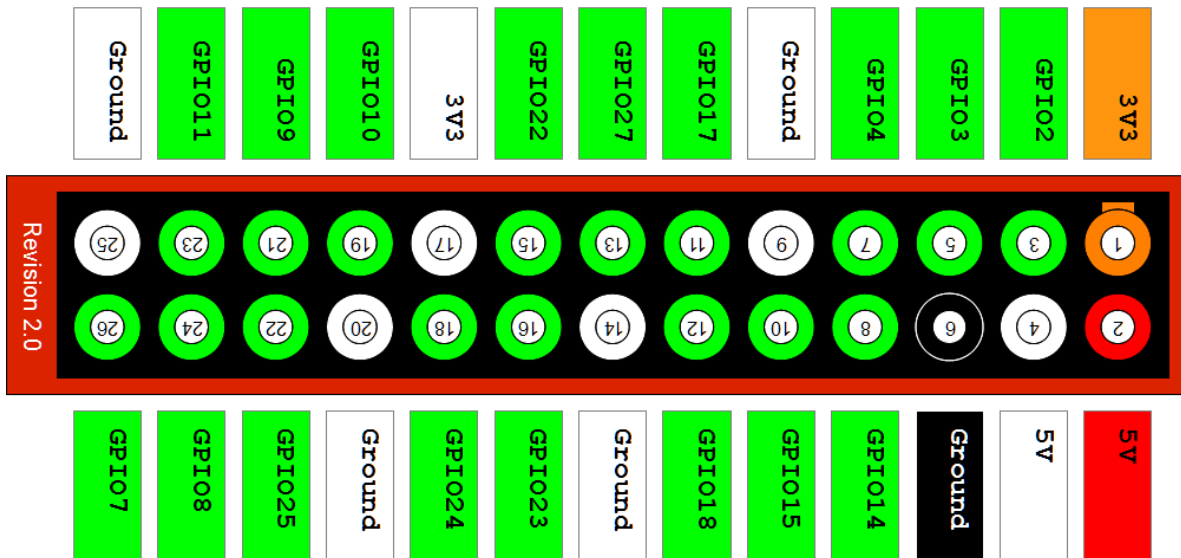 Ground
GPIO11
GPIO9
GPIO10
3V3
GPIO22
GPIO27
GPIO17
Ground
GPIO4
GPIO3
GPIO2
3V3
Revision 2.0
25
23
21
19
17
15
13
11
9
7
5
3
1
26
24
22
20
18
16
14
12
10
8
6
4
2
GPIO7
GPIO8
GPIO25
Ground
GPIO24
GPIO23
Ground
GPIO18
GPIO15
GPIO14
Ground
5V
5V